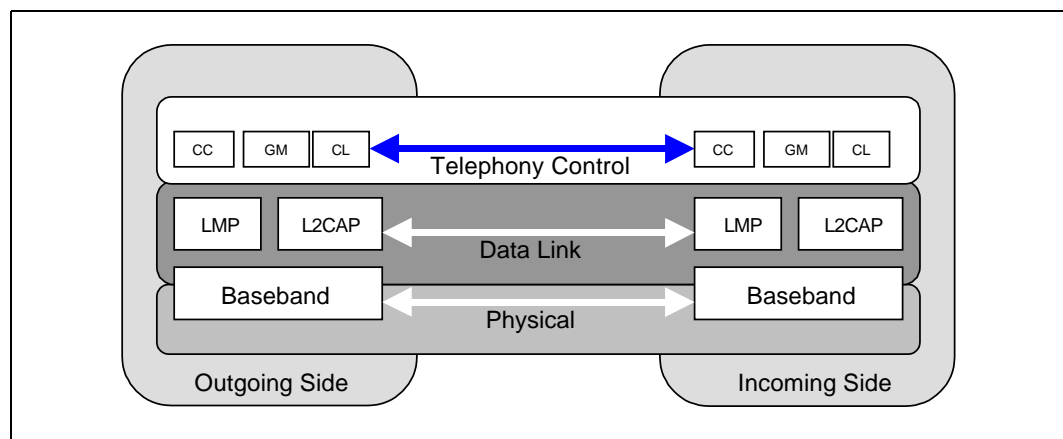 CC GM CL CC GM CL
Telephony Control
LMP L2CAP LMP L2CAP
Data Link
Baseband Baseband
Physical
Outgoing Side Incoming Side